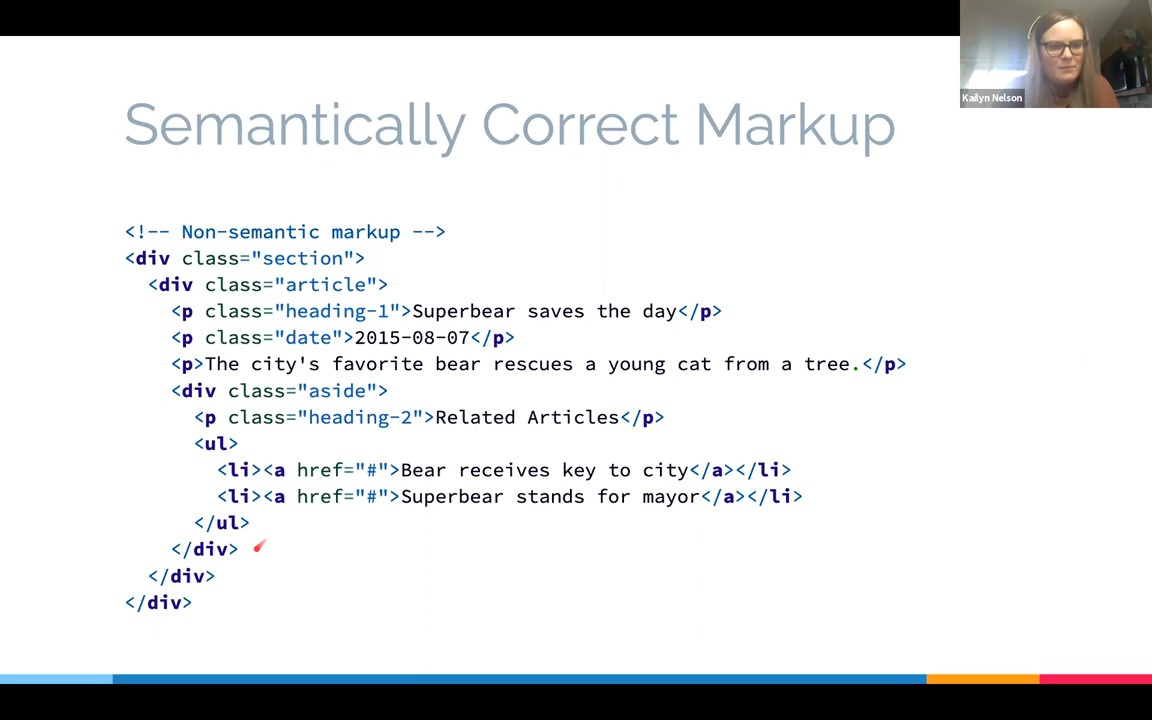 Kailyn Nelson
Semantically Correct Markup
<!-- Non-semantic markup -->
<div class="section">
  <div class="article">
    <p class="heading-1">Superbear saves the day</p>
    <p class="date">2015-08-07</p>
    <p>The city's favorite bear rescues a young cat from a tree.</p>
    <div class="aside">
      <p class="heading-2">Related Articles</p>
      <ul>
        <li><a href="#">Bear receives key to city</a></li>
        <li><a href="#">Superbear stands for mayor</a></li>
      </ul>
    </div>
  </div>
</div>